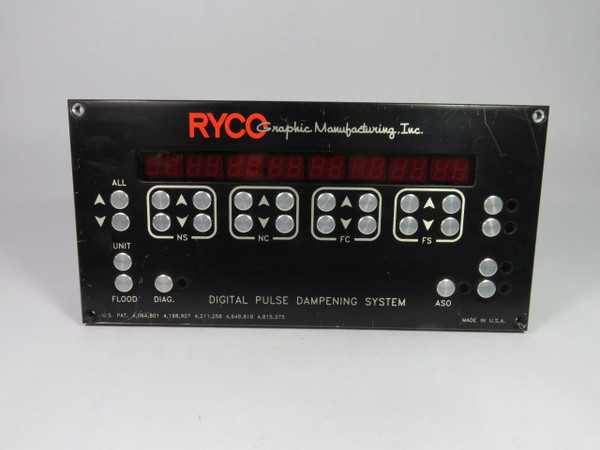 RYCO Graphic Manufacturing, Inc.
ALL
NS NC FC FS
UNIT
FLOOD DIAG. DIGITAL PULSE DAMPENING SYSTEM ASO
U.S. PAT. 4,064,801 4,188,907 4,211,258 4,649,818 4,815,375 MADE IN U.S.A.